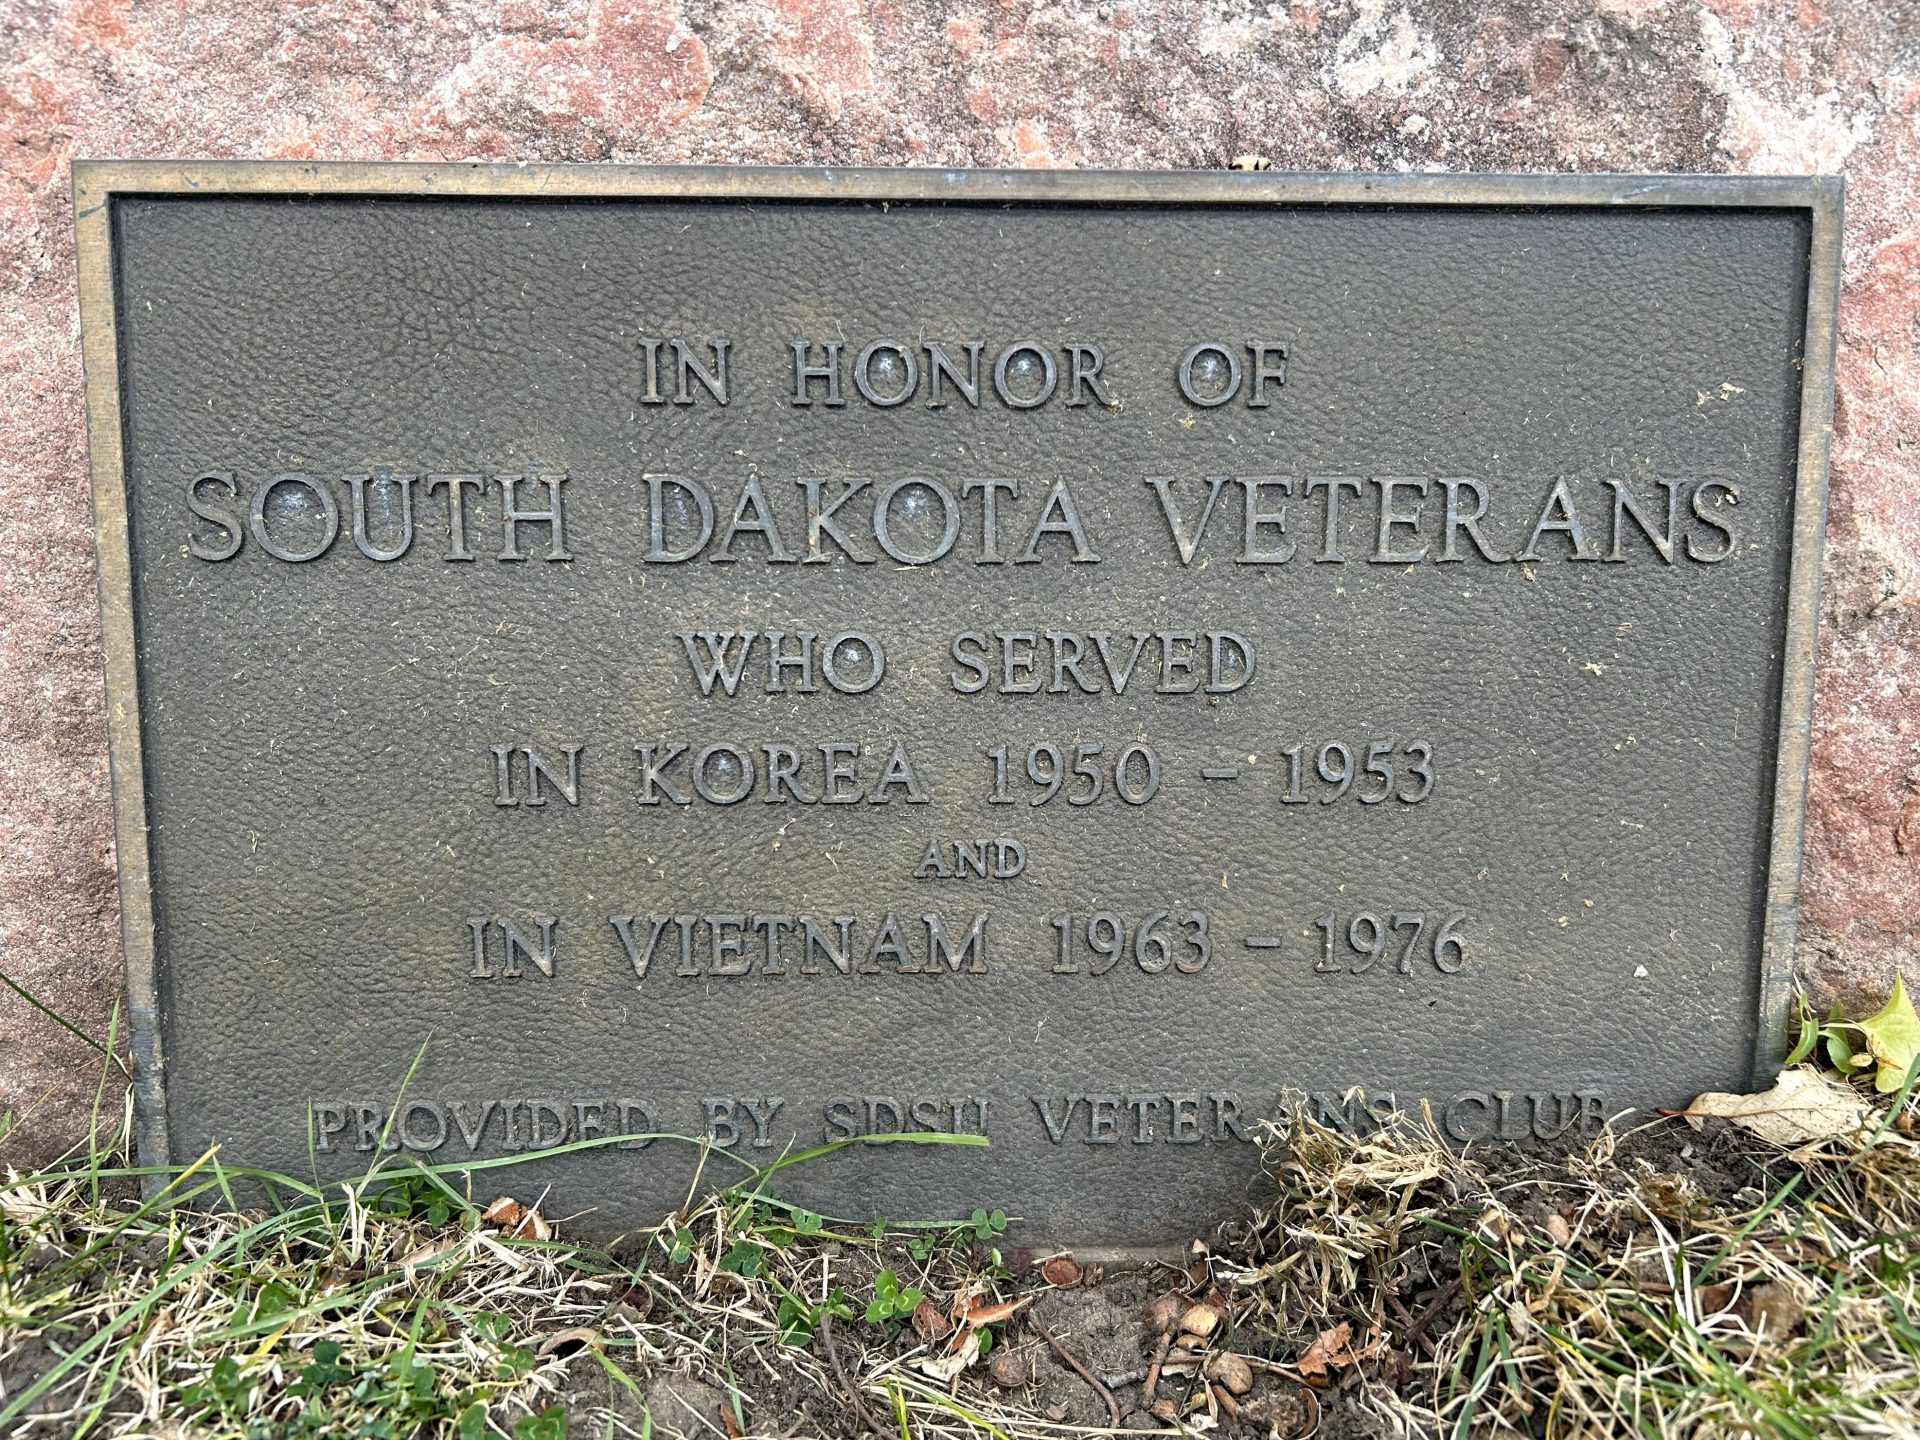 IN HONOR OF
SOUTH DAKOTA VETERANS
WHO SERVED
IN KOREA 1950 - 1953
AND
IN VIETNAM 1963 - 1976
PROVIDED BY SDSU VETERANS CLUB